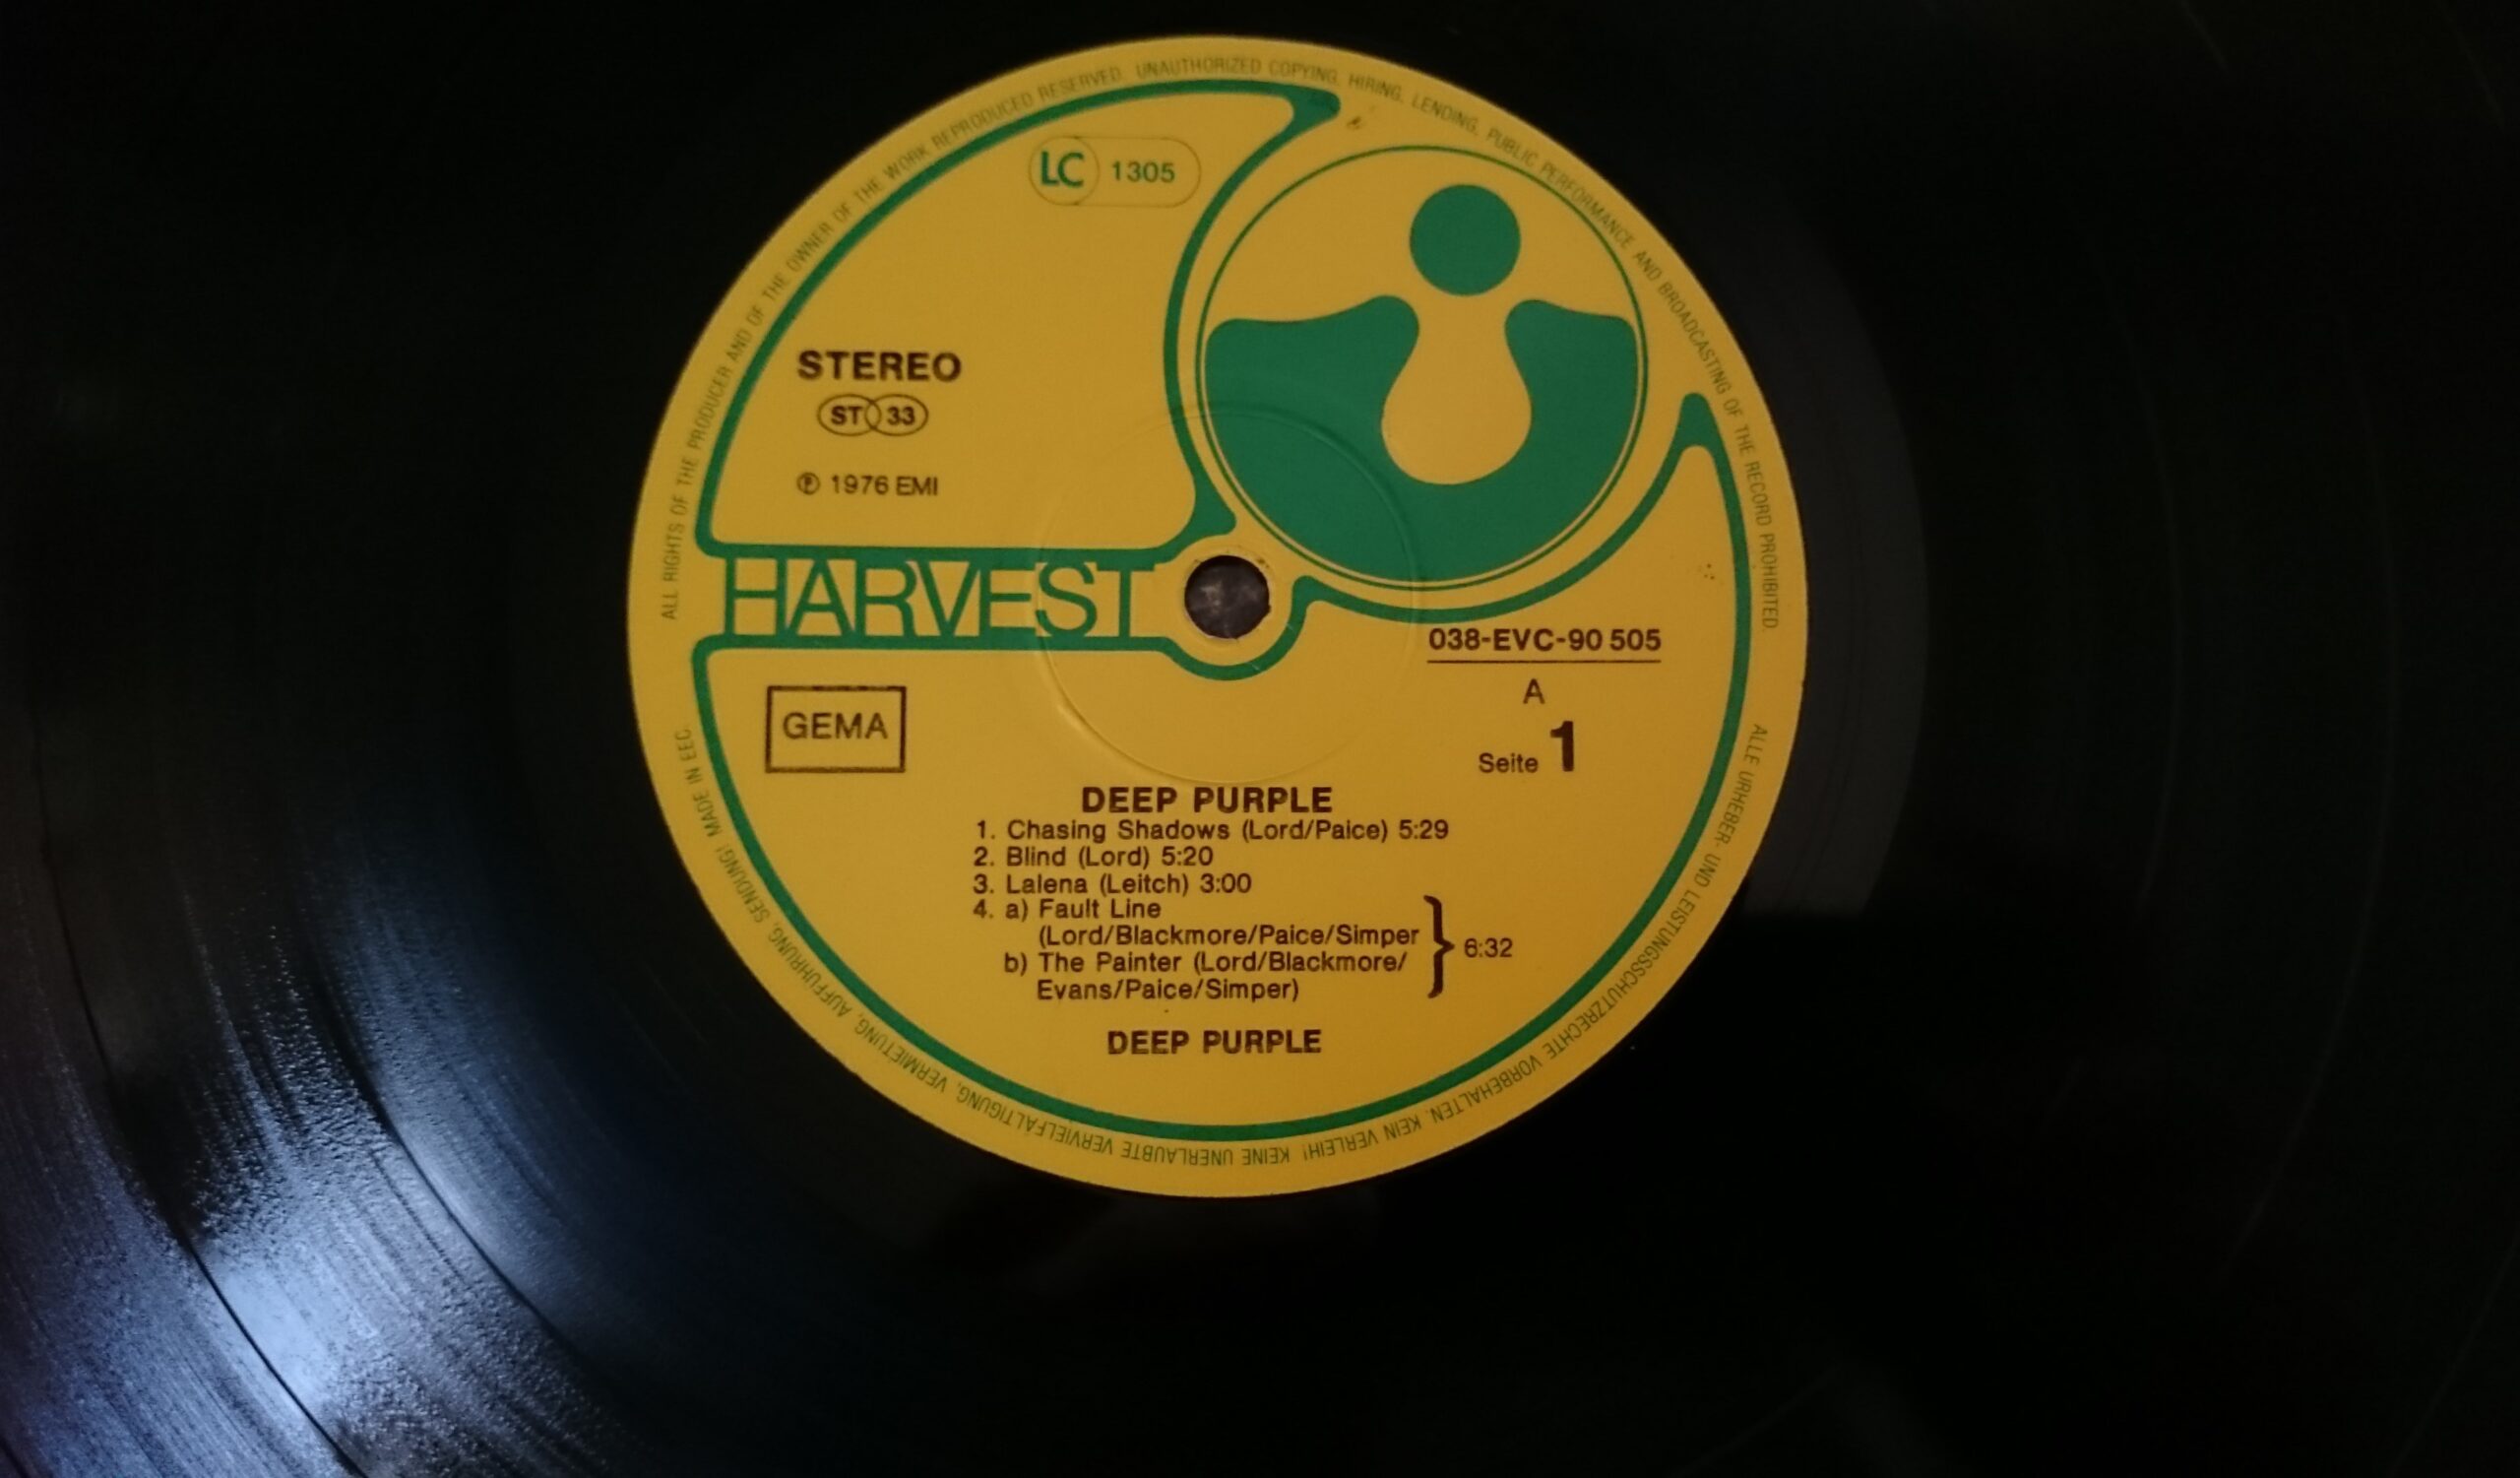 ALL RIGHTS OF THE PRODUCER AND OF THE OWNER OF THE WORK REPRODUCED RESERVED. UNAUTHORIZED COPYING, HIRING, LENDING, PUBLIC PERFORMANCE AND BROADCASTING OF THE RECORD PROHIBITED.
LC 1305
STEREO
ST 33
℗ 1976 EMI
HARVEST
038-EVC-90 505
A
Seite 1
GEMA
DEEP PURPLE
1. Chasing Shadows (Lord/Paice) 5:29
2. Blind (Lord) 5:20
3. Lalena (Leitch) 3:00
4. a) Fault Line
(Lord/Blackmore/Paice/Simper
b) The Painter (Lord/Blackmore/
Evans/Paice/Simper)
} 6:32
DEEP PURPLE
ALLE URHEBER- UND LEISTUNGSSCHUTZRECHTE VORBEHALTEN. KEIN VERLEIH! KEINE UNERLAUBTE VERVIELFÄLTIGUNG, VERMIETUNG, AUFFÜHRUNG, SENDUNG! MADE IN EEC